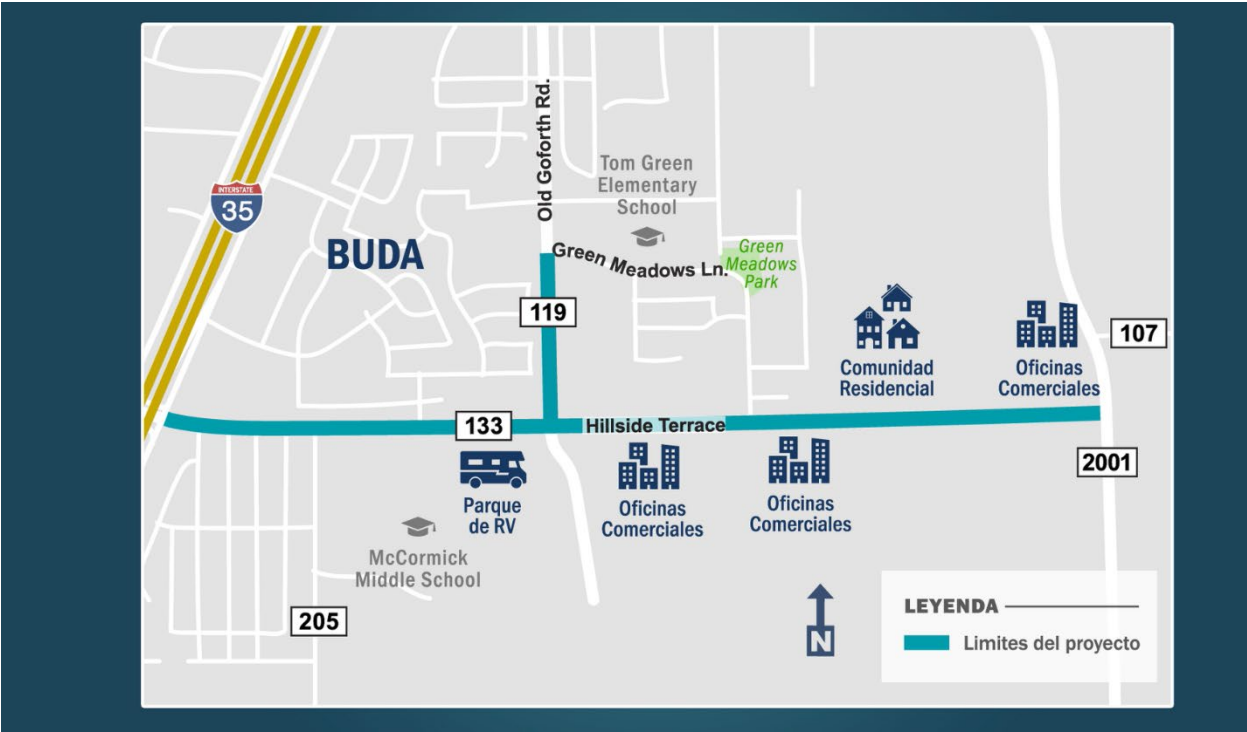 Old Goforth Rd.
Tom Green
Elementary
School
INTERSTATE
35
BUDA
Green Meadows Ln.
Green
Meadows
Park
119
107
Comunidad
Residencial
Oficinas
Comerciales
133
Hillside Terrace
2001
Parque
de RV
Oficinas
Comerciales
Oficinas
Comerciales
McCormick
Middle School
205
N
LEYENDA
Limites del proyecto